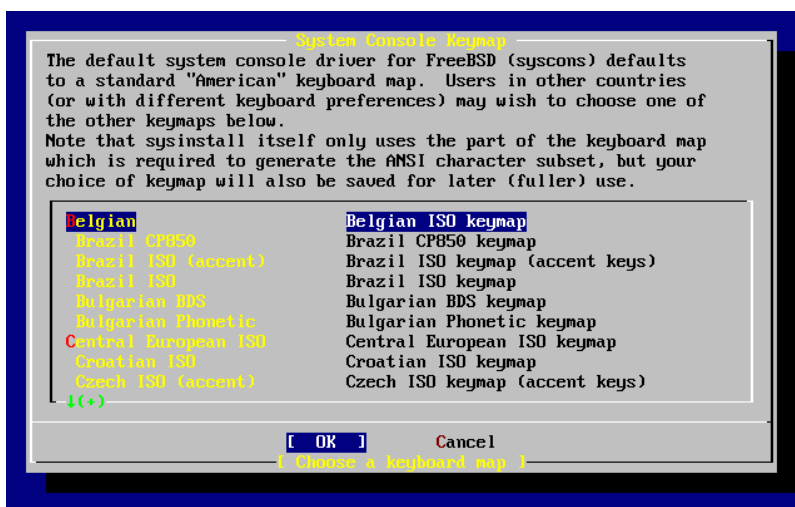 System Console Keymap
The default system console driver for FreeBSD (syscons) defaults
to a standard "American" keyboard map.  Users in other countries
(or with different keyboard preferences) may wish to choose one of
the other keymaps below.
Note that sysinstall itself only uses the part of the keyboard map
which is required to generate the ANSI character subset, but your
choice of keymap will also be saved for later (fuller) use.
Belgian Belgian ISO keymap
Brazil CP850 Brazil CP850 keymap
Brazil ISO (accent) Brazil ISO keymap (accent keys)
Brazil ISO Brazil ISO keymap
Bulgarian BDS Bulgarian BDS keymap
Bulgarian Phonetic Bulgarian Phonetic keymap
Central European ISO Central European ISO keymap
Croatian ISO Croatian ISO keymap
Czech ISO (accent) Czech ISO keymap (accent keys)
↓(+)
[ OK ] Cancel
[ Choose a keyboard map ]